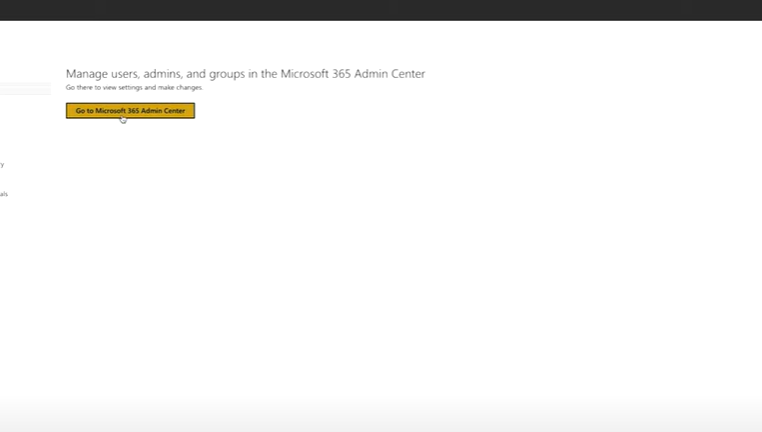 Manage users, admins, and groups in the Microsoft 365 Admin Center
Go there to view settings and make changes.
Go to Microsoft 365 Admin Center
y
als